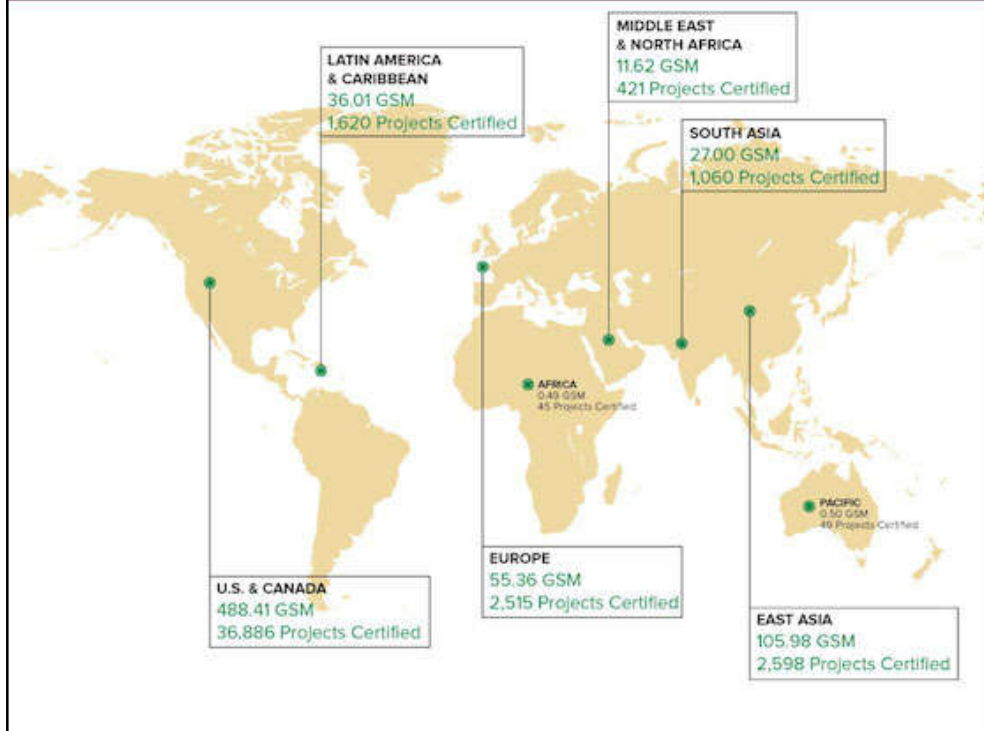 MIDDLE EAST
& NORTH AFRICA
11.62 GSM
421 Projects Certified
LATIN AMERICA
& CARIBBEAN
36.01 GSM
1,620 Projects Certified
SOUTH ASIA
27.00 GSM
1,060 Projects Certified
AFRICA
0.49 GSM
45 Projects Certified
PACIFIC
0.50 GSM
49 Projects Certified
EUROPE
55.36 GSM
2,515 Projects Certified
U.S. & CANADA
488.41 GSM
36,886 Projects Certified
EAST ASIA
105.98 GSM
2,598 Projects Certified